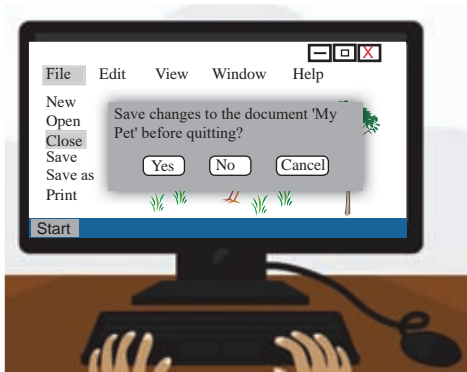 X
File Edit View Window Help
New
Open
Close
Save
Save as
Print
Save changes to the document 'My
Pet' before quitting?
Yes No Cancel
Start